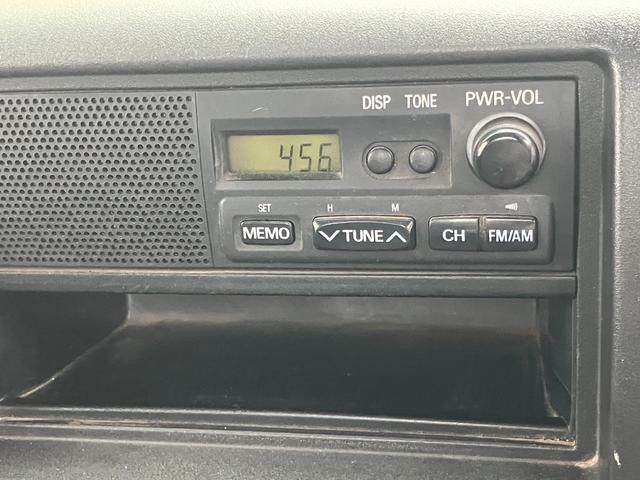 DISP TONE PWR-VOL
456
SET H M
MEMO TUNE CH FM/AM